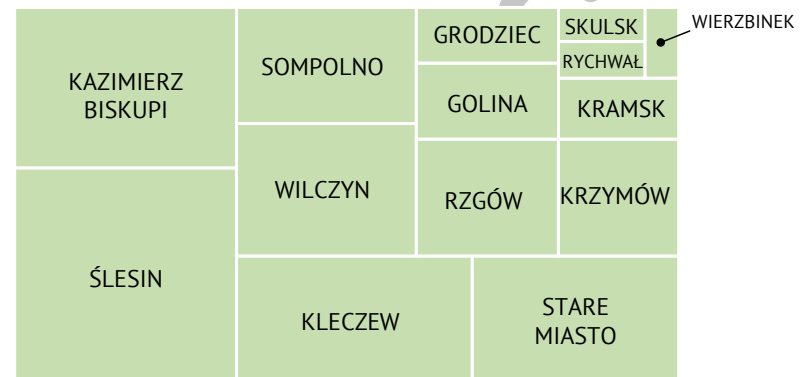 KAZIMIERZ
BISKUPI
SOMPOLNO
GRODZIEC
SKULSK
WIERZBINEK
RYCHWAŁ
GOLINA
KRAMSK
WILCZYN
RZGÓW
KRZYMÓW
ŚLESIN
KLECZEW
STARE
MIASTO